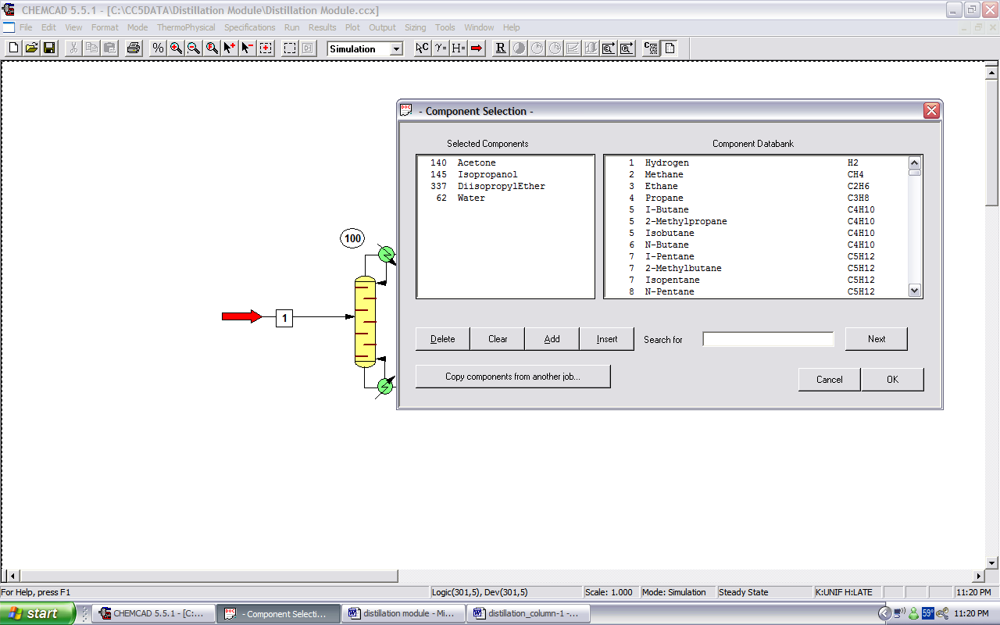 CHEMCAD 5.5.1 - [C:\CC5DATA\Distillation Module\Distillation Module.ccx]
File Edit View Format Mode ThermoPhysical Specifications Run Results Plot Output Sizing Tools Window Help
% Simulation C γ= H= R C
- Component Selection -
Selected Components Component Databank
140 Acetone
145 Isopropanol
337 DiisopropylEther
62 Water
1 Hydrogen H2
2 Methane CH4
3 Ethane C2H6
4 Propane C3H8
5 I-Butane C4H10
5 2-Methylpropane C4H10
5 Isobutane C4H10
6 N-Butane C4H10
7 I-Pentane C5H12
7 2-Methylbutane C5H12
7 Isopentane C5H12
8 N-Pentane C5H12
100
1
Delete Clear Add Insert Search for Next
Copy components from another job... Cancel OK
For Help, press F1 Logic(301,5), Dev(301,5) Scale: 1.000 Mode: Simulation Steady State K:UNIF H:LATE 11:20 PM
start CHEMCAD 5.5.1 - [C:... - Component Selecti... distillation module - Mi... distillation_column-1 -... 59° 11:20 PM